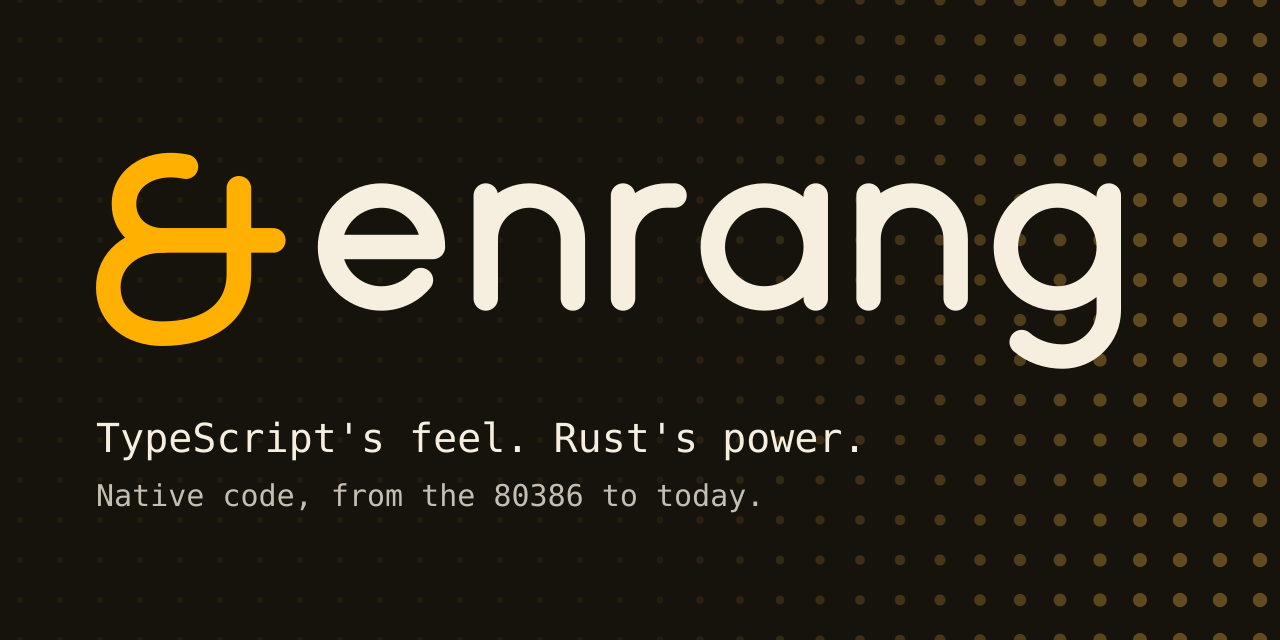 & enrang
TypeScript's feel. Rust's power.
Native code, from the 80386 to today.